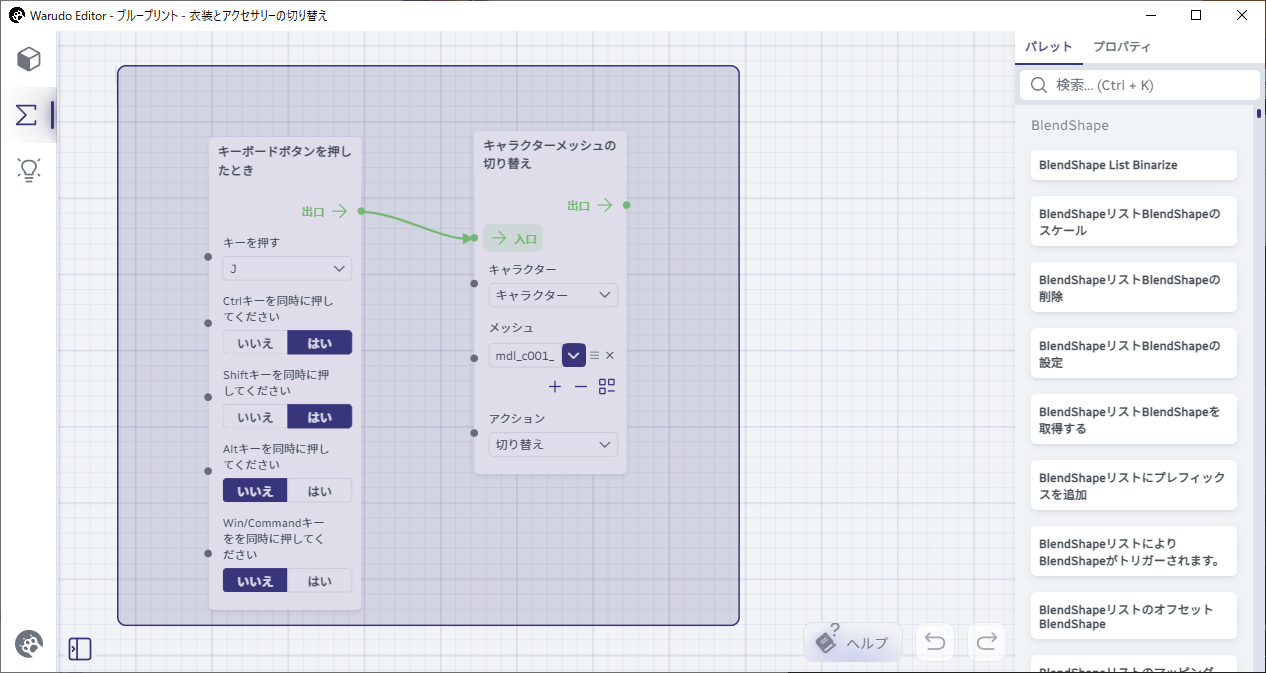 Warudo Editor - ブループリント - 衣装とアクセサリーの切り替え
キーボードボタンを押し
たとき
出口
キーを押す
J
Ctrlキーを同時に押し
てください
いいえ はい
Shiftキーを同時に押
してください
いいえ はい
Altキーを同時に押し
てください
いいえ はい
Win/Commandキー
をを同時に押してく
ださい
いいえ はい
キャラクターメッシュの
切り替え
出口
入口
キャラクター
キャラクター
メッシュ
mdl_c001_
アクション
切り替え
? ヘルプ
パレット プロパティ
検索... (Ctrl + K)
BlendShape
BlendShape List Binarize
BlendShapeリストBlendShapeの
スケール
BlendShapeリストBlendShapeの
削除
BlendShapeリストBlendShapeの
設定
BlendShapeリストBlendShapeを
取得する
BlendShapeリストにプレフィック
スを追加
BlendShapeリストにより
BlendShapeがトリガーされます。
BlendShapeリストのオフセット
BlendShape
BlendShapeリストのマッピング